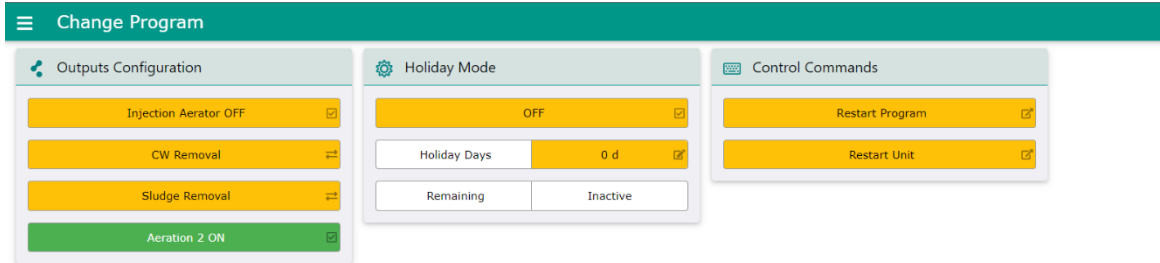 Change Program
Outputs Configuration
Injection Aerator OFF
CW Removal
Sludge Removal
Aeration 2 ON
Holiday Mode
OFF
Holiday Days 0 d
Remaining Inactive
Control Commands
Restart Program
Restart Unit